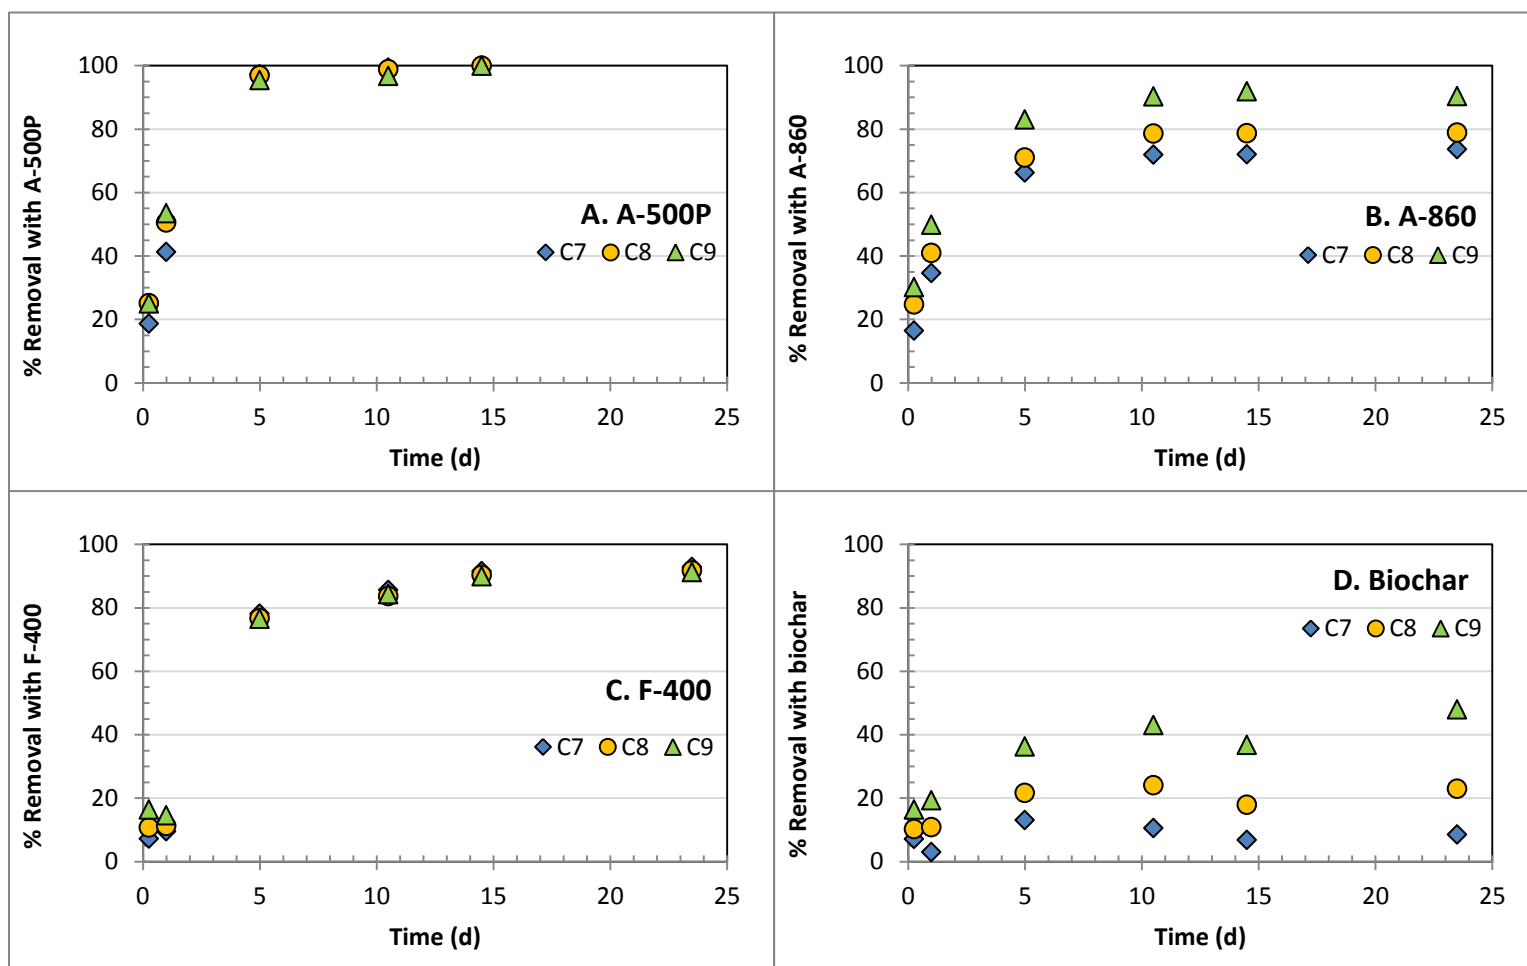 % Removal with A-500P
100
80
60
40
20
0
A. A-500P
C7 C8 C9
0 5 10 15 20 25
Time (d)
% Removal with A-860
100
80
60
40
20
0
B. A-860
C7 C8 C9
0 5 10 15 20 25
Time (d)
% Removal with F-400
100
80
60
40
20
0
C. F-400
C7 C8 C9
0 5 10 15 20 25
Time (d)
% Removal with biochar
100
80
60
40
20
0
D. Biochar
C7 C8 C9
0 5 10 15 20 25
Time (d)